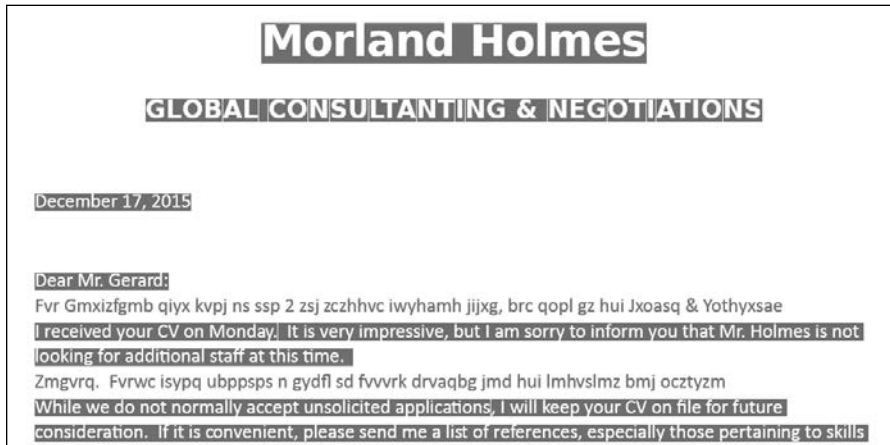 Morland Holmes
GLOBAL CONSULTANTING & NEGOTIATIONS
December 17, 2015
Dear Mr. Gerard:
Fvr Gmxizfgmb qiyx kvpj ns ssp 2 zsj zczhhvc iwyhamh jijxg, brc qopl gz hui Jxoasq & Yothyxsae
I received your CV on Monday.  It is very impressive, but I am sorry to inform you that Mr. Holmes is not
looking for additional staff at this time.
Zmgvrq.  Fvrwc isypq ubppsps n gydfl sd fvvvrk drvaqbg jmd hui lmhvslmz bmj ocztyzm
While we do not normally accept unsolicited applications, I will keep your CV on file for future
consideration.  If it is convenient, please send me a list of references, especially those pertaining to skills